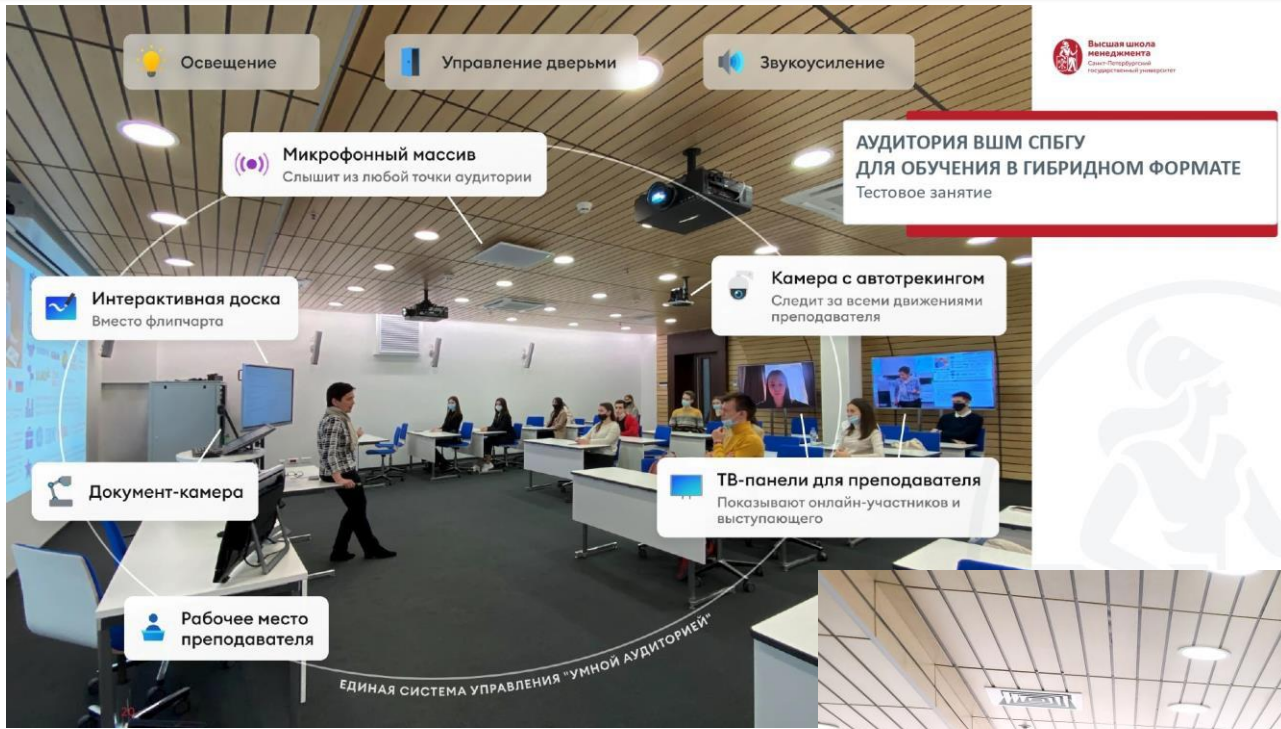 Освещение
Управление дверьми
Звукоусиление
Высшая школа
менеджмента
Санкт-Петербургский
государственный университет
АУДИТОРИЯ ВШМ СПБГУ
ДЛЯ ОБУЧЕНИЯ В ГИБРИДНОМ ФОРМАТЕ
Тестовое занятие
Микрофонный массив
Слышит из любой точки аудитории
Камера с автотрекингом
Следит за всеми движениями
преподавателя
Интерактивная доска
Вместо флипчарта
Документ-камера
ТВ-панели для преподавателя
Показывают онлайн-участников и
выступающего
Рабочее место
преподавателя
ЕДИНАЯ СИСТЕМА УПРАВЛЕНИЯ "УМНОЙ АУДИТОРИЕЙ"
20